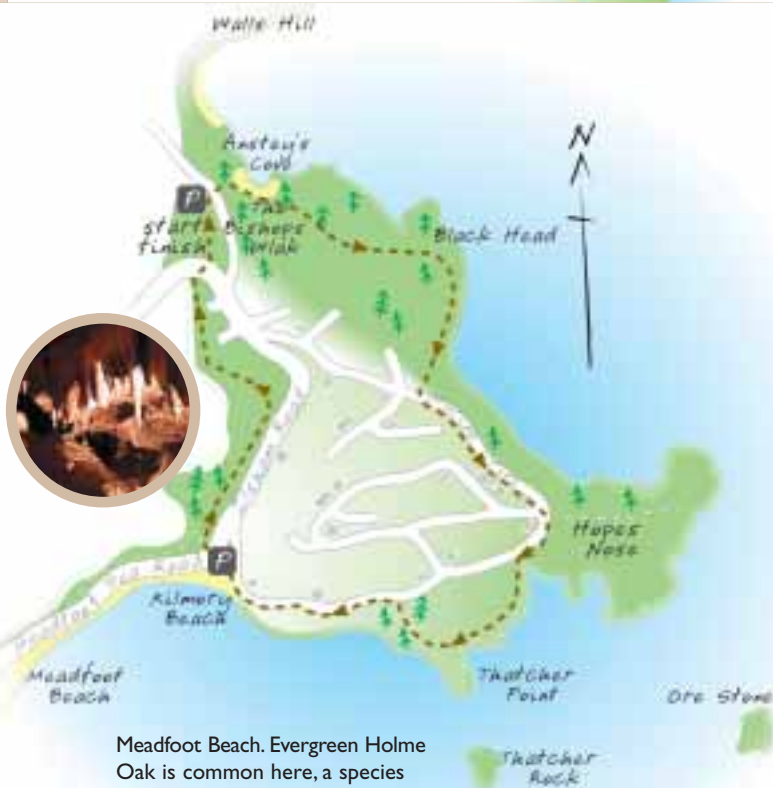 Walls Hill
Anstey's
Cove
P
The
Bishops
Walk
start
finish
N
Black Head
Hopes
Nose
P
Meadfoot Sea Road
Kilmory
Beach
Meadfoot
Beach
Thatcher
Point
Ore Stone
Thatcher
Rock
Meadfoot Beach. Evergreen Holme
Oak is common here, a species